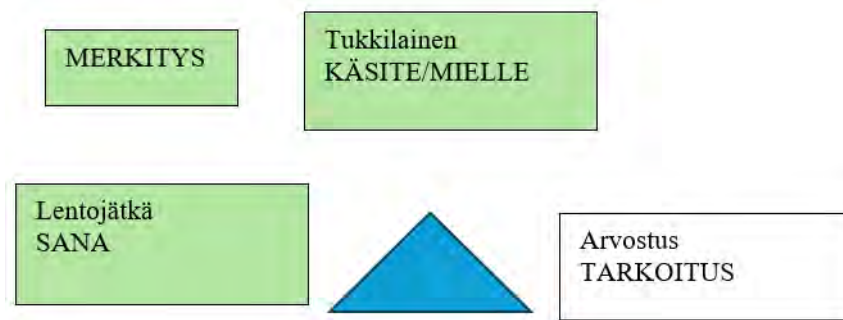 MERKITYS
Tukkilainen
KÄSITE/MIELLE
Lentojätkä
SANA
Arvostus
TARKOITUS